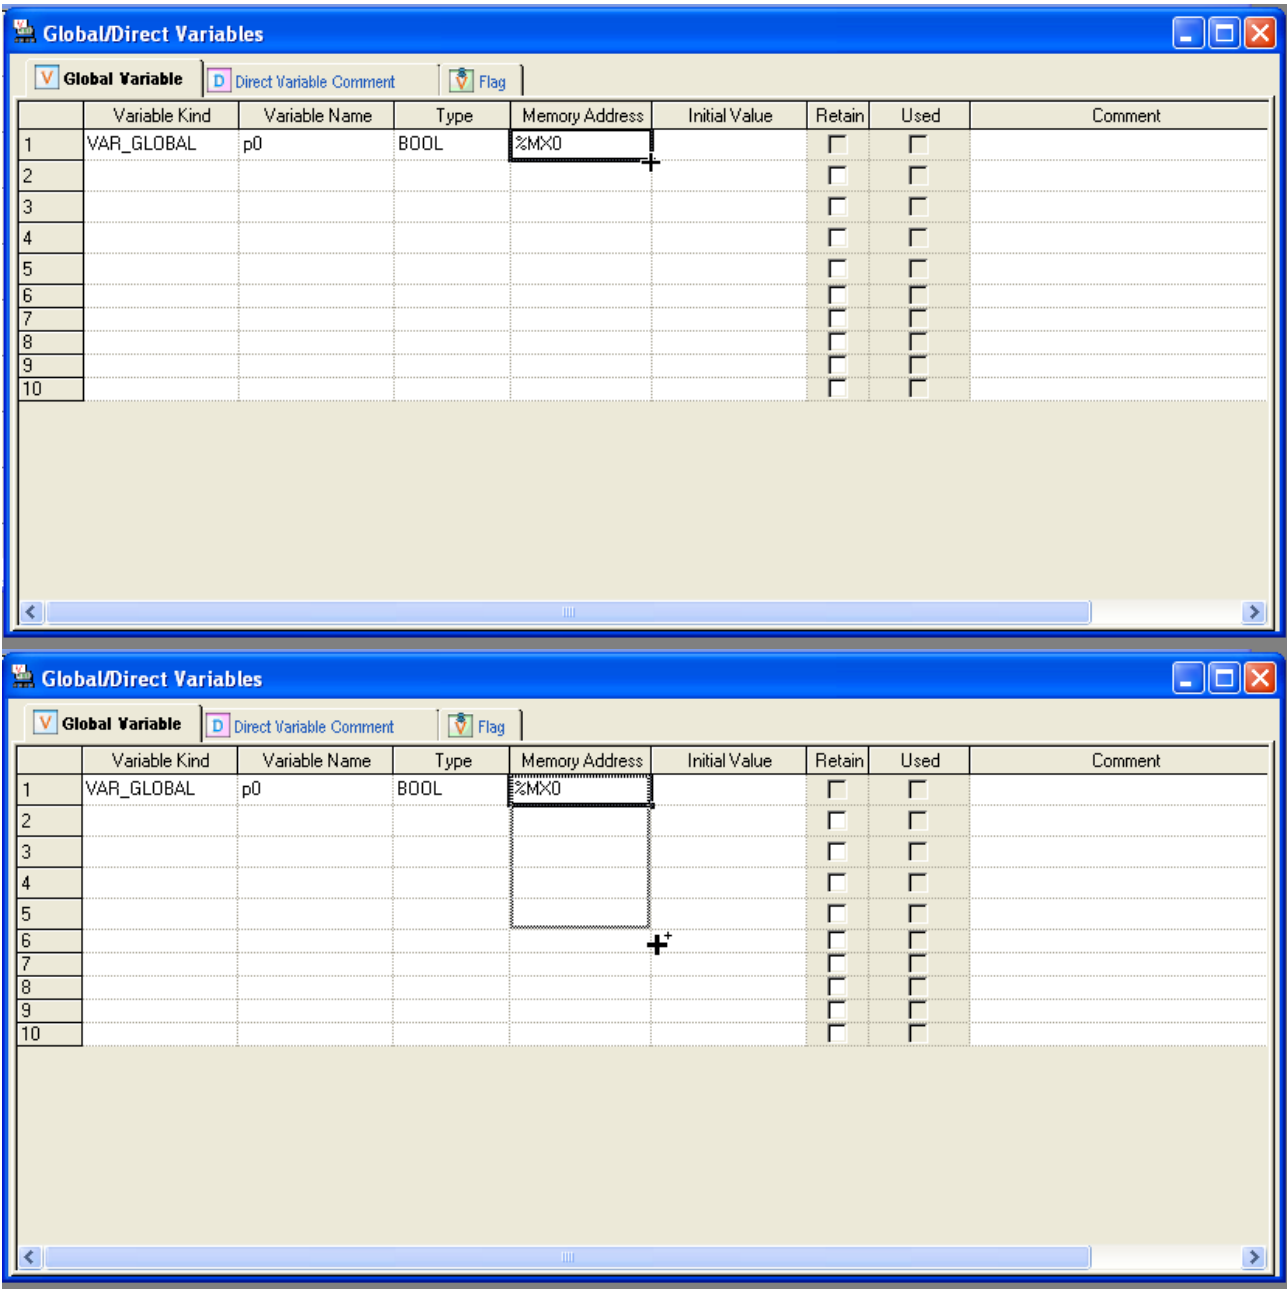 Global/Direct Variables
V Global Variable D Direct Variable Comment V Flag
Variable Kind Variable Name Type Memory Address Initial Value Retain Used Comment
1 VAR_GLOBAL p0 BOOL %MX0
2
3
4
5
6
7
8
9
10
Global/Direct Variables
V Global Variable D Direct Variable Comment V Flag
Variable Kind Variable Name Type Memory Address Initial Value Retain Used Comment
1 VAR_GLOBAL p0 BOOL %MX0
2
3
4
5
6
7
8
9
10